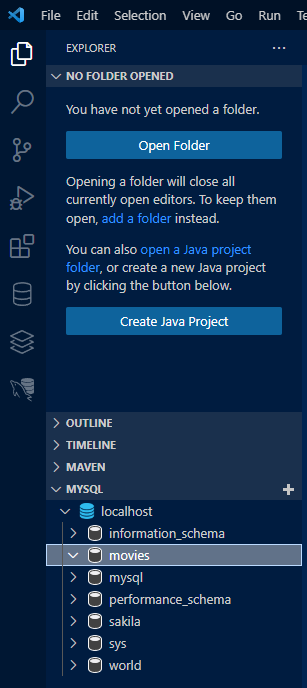 File Edit Selection View Go Run Te
EXPLORER
NO FOLDER OPENED
You have not yet opened a folder.
Open Folder
Opening a folder will close all
currently open editors. To keep them
open, add a folder instead.
You can also open a Java project
folder, or create a new Java project
by clicking the button below.
Create Java Project
OUTLINE
TIMELINE
MAVEN
MYSQL
localhost
information_schema
movies
mysql
performance_schema
sakila
sys
world